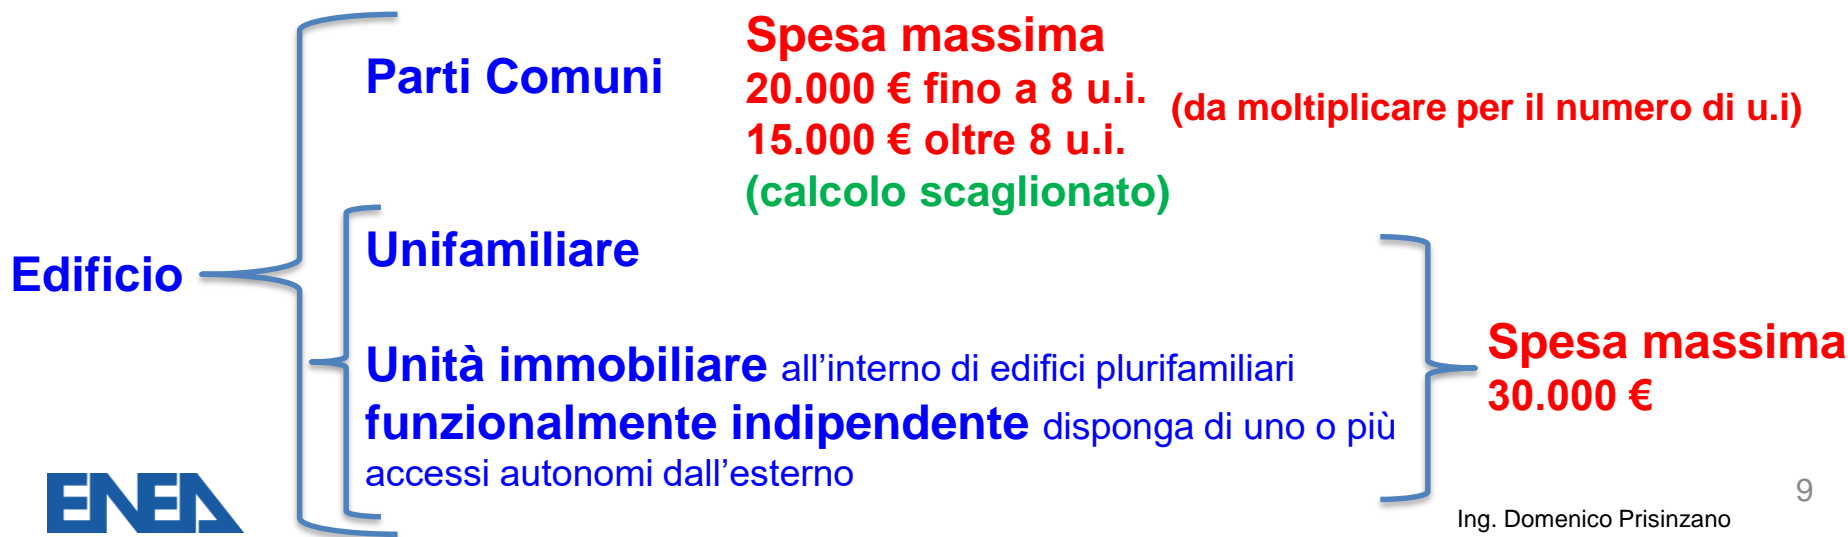 Edificio
Parti Comuni
Spesa massima
20.000 € fino a 8 u.i.
15.000 € oltre 8 u.i.
(da moltiplicare per il numero di u.i)
(calcolo scaglionato)
Unifamiliare
Unità immobiliare all’interno di edifici plurifamiliari
funzionalmente indipendente disponga di uno o più
accessi autonomi dall’esterno
Spesa massima
30.000 €
ENEA
Ing. Domenico Prisinzano
9